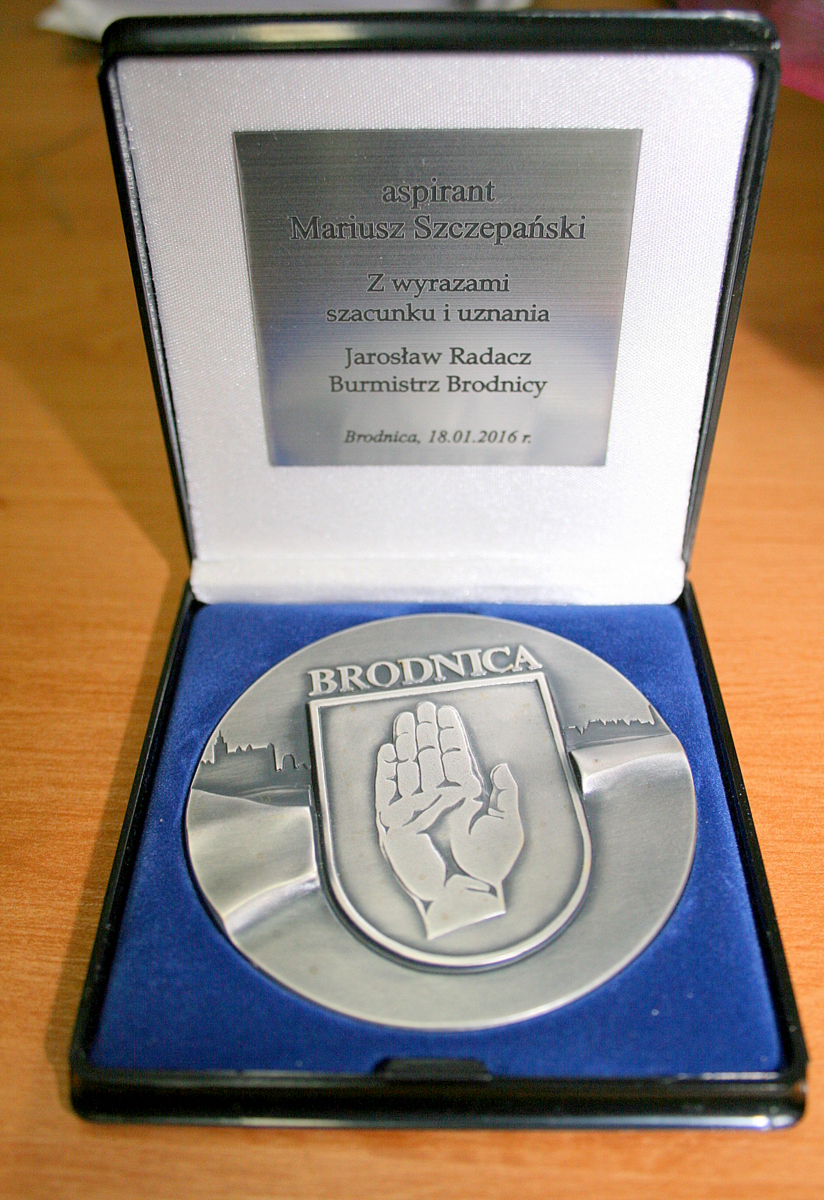 aspirant
Mariusz Szczepański
Z wyrazami
szacunku i uznania
Jarosław Radacz
Burmistrz Brodnicy
Brodnica, 18.01.2016 r.
BRODNICA